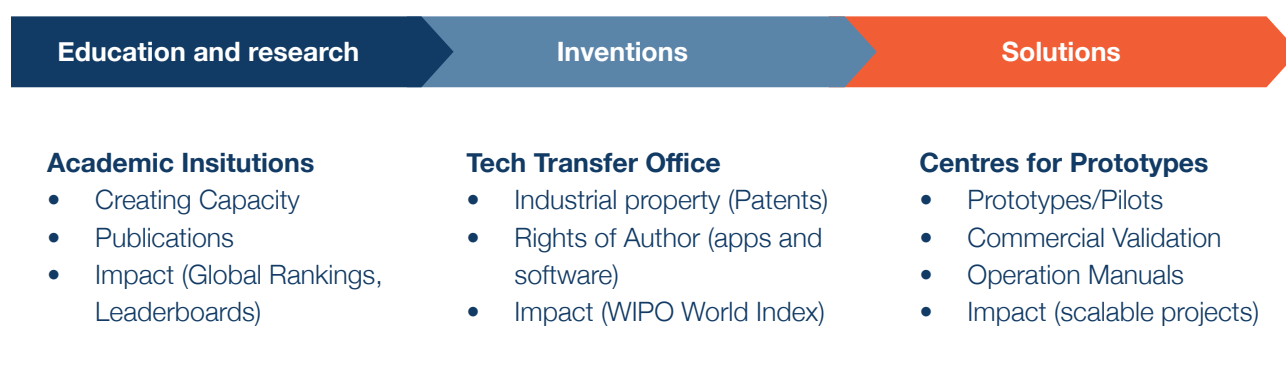 Education and research
Inventions
Solutions
Academic Insitutions
• Creating Capacity
• Publications
• Impact (Global Rankings,
Leaderboards)
Tech Transfer Office
• Industrial property (Patents)
• Rights of Author (apps and
software)
• Impact (WIPO World Index)
Centres for Prototypes
• Prototypes/Pilots
• Commercial Validation
• Operation Manuals
• Impact (scalable projects)